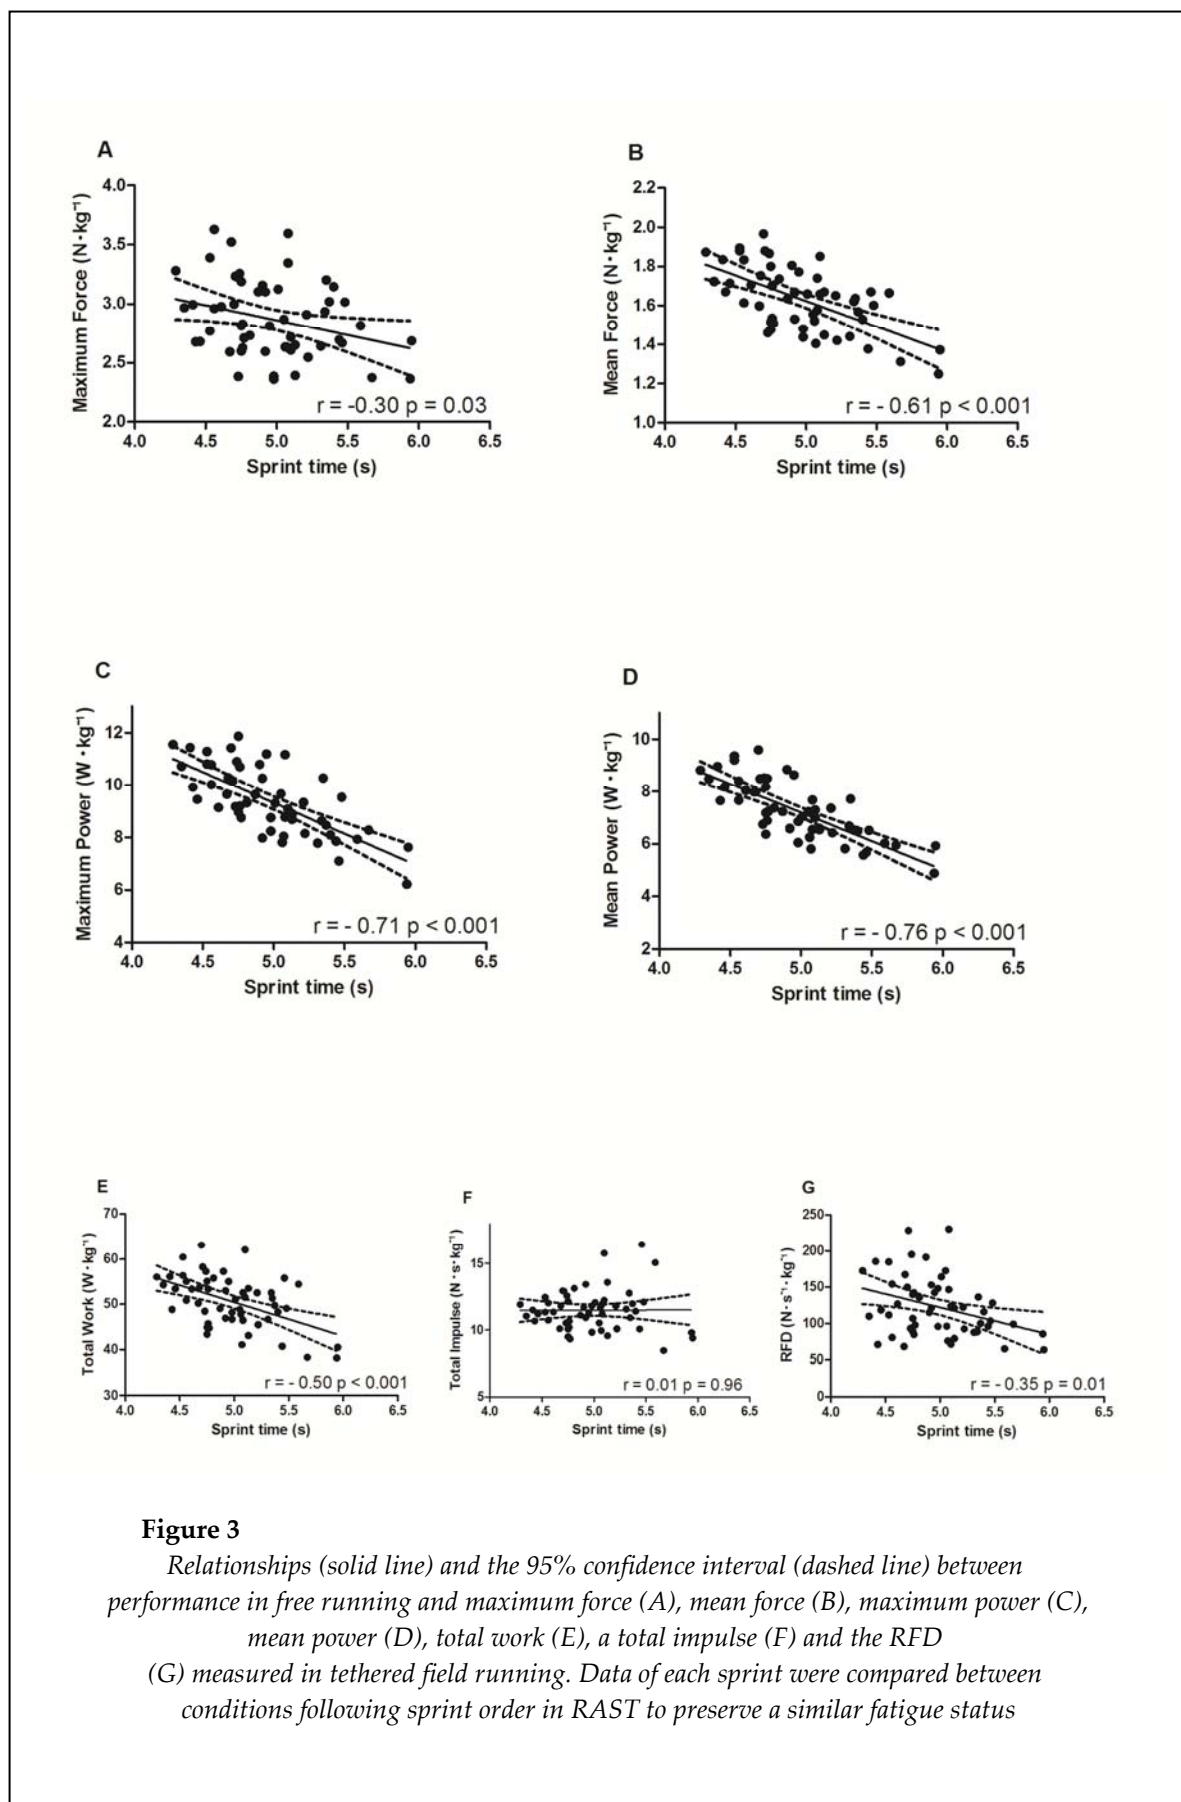 A
4.0
3.5
3.0
2.5
2.0
Maximum Force (N·kg⁻¹)
r = -0.30 p = 0.03
4.0 4.5 5.0 5.5 6.0 6.5
Sprint time (s)
B
2.2
2.0
1.8
1.6
1.4
1.2
1.0
Mean Force (N·kg⁻¹)
r = - 0.61 p < 0.001
4.0 4.5 5.0 5.5 6.0 6.5
Sprint time (s)
C
12
10
8
6
4
Maximum Power (W·kg⁻¹)
r = - 0.71 p < 0.001
4.0 4.5 5.0 5.5 6.0 6.5
Sprint time (s)
D
10
8
6
4
2
Mean Power (W·kg⁻¹)
r = - 0.76 p < 0.001
4.0 4.5 5.0 5.5 6.0 6.5
Sprint time (s)
E
70
60
50
40
30
Total Work (W·kg⁻¹)
r = - 0.50 p < 0.001
4.0 4.5 5.0 5.5 6.0 6.5
Sprint time (s)
F
15
10
5
Total Impulse (N·s·kg⁻¹)
r = 0.01 p = 0.96
4.0 4.5 5.0 5.5 6.0 6.5
Sprint time (s)
G
250
200
150
100
50
0
RFD (N·s⁻¹·kg⁻¹)
r = - 0.35 p = 0.01
4.0 4.5 5.0 5.5 6.0 6.5
Sprint time (s)
Figure 3
Relationships (solid line) and the 95% confidence interval (dashed line) between
performance in free running and maximum force (A), mean force (B), maximum power (C),
mean power (D), total work (E), a total impulse (F) and the RFD
(G) measured in tethered field running. Data of each sprint were compared between
conditions following sprint order in RAST to preserve a similar fatigue status